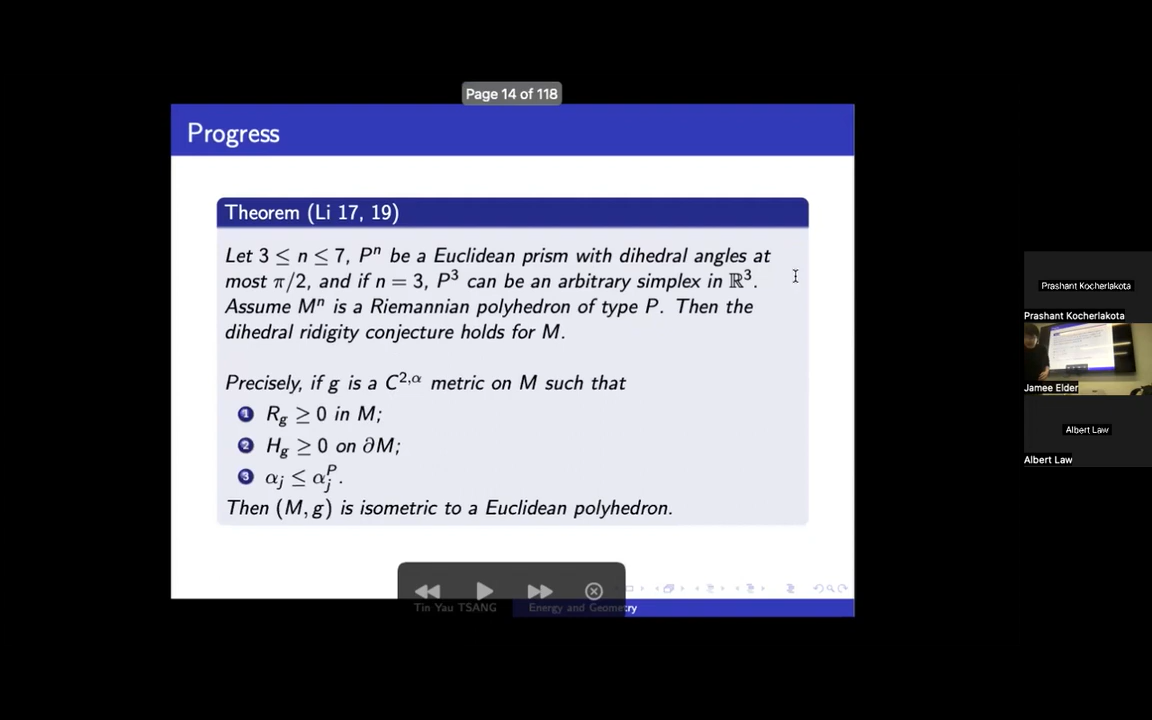 Page 14 of 118
Progress
Theorem (Li 17, 19)
Let 3 ≤ n ≤ 7, Pⁿ be a Euclidean prism with dihedral angles at
most π/2, and if n = 3, P³ can be an arbitrary simplex in ℝ³.
Assume Mⁿ is a Riemannian polyhedron of type P. Then the
dihedral ridigity conjecture holds for M.
Precisely, if g is a C^{2,α} metric on M such that
1 R_g ≥ 0 in M;
2 H_g ≥ 0 on ∂M;
3 α_j ≤ α_j^P.
Then (M, g) is isometric to a Euclidean polyhedron.
Tin Yau TSANG Energy and Geometry
Prashant Kocherlakota
Prashant Kocherlakota
Jamee Elder
Albert Law
Albert Law